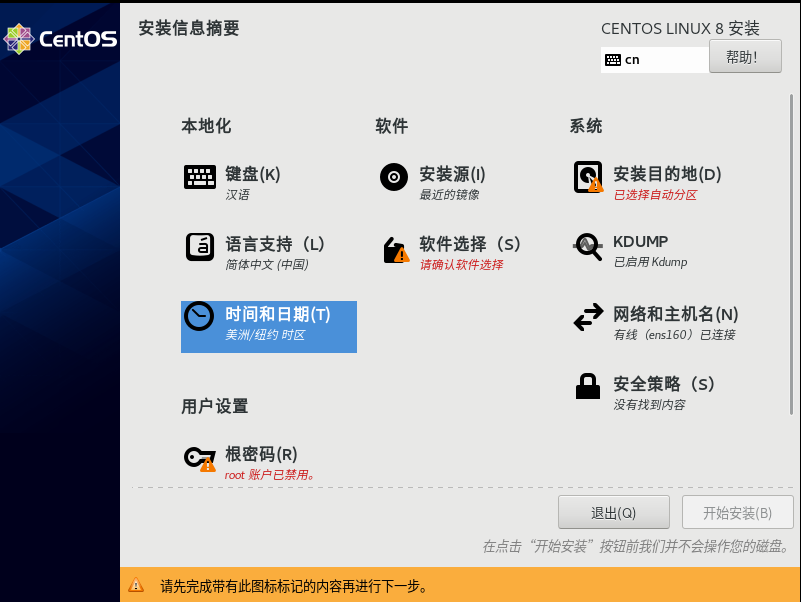 CentOS
安装信息摘要
CENTOS LINUX 8 安装
cn
帮助!
本地化
软件
系统
键盘(K)
汉语
安装源(I)
最近的镜像
安装目的地(D)
已选择自动分区
语言支持（L）
简体中文 (中国)
软件选择（S）
请确认软件选择
KDUMP
已启用 Kdump
时间和日期(T)
美洲/纽约 时区
网络和主机名(N)
有线（ens160）已连接
安全策略（S）
没有找到内容
用户设置
根密码(R)
root 账户已禁用。
退出(Q)
开始安装(B)
在点击“开始安装”按钮前我们并不会操作您的磁盘。
请先完成带有此图标标记的内容再进行下一步。